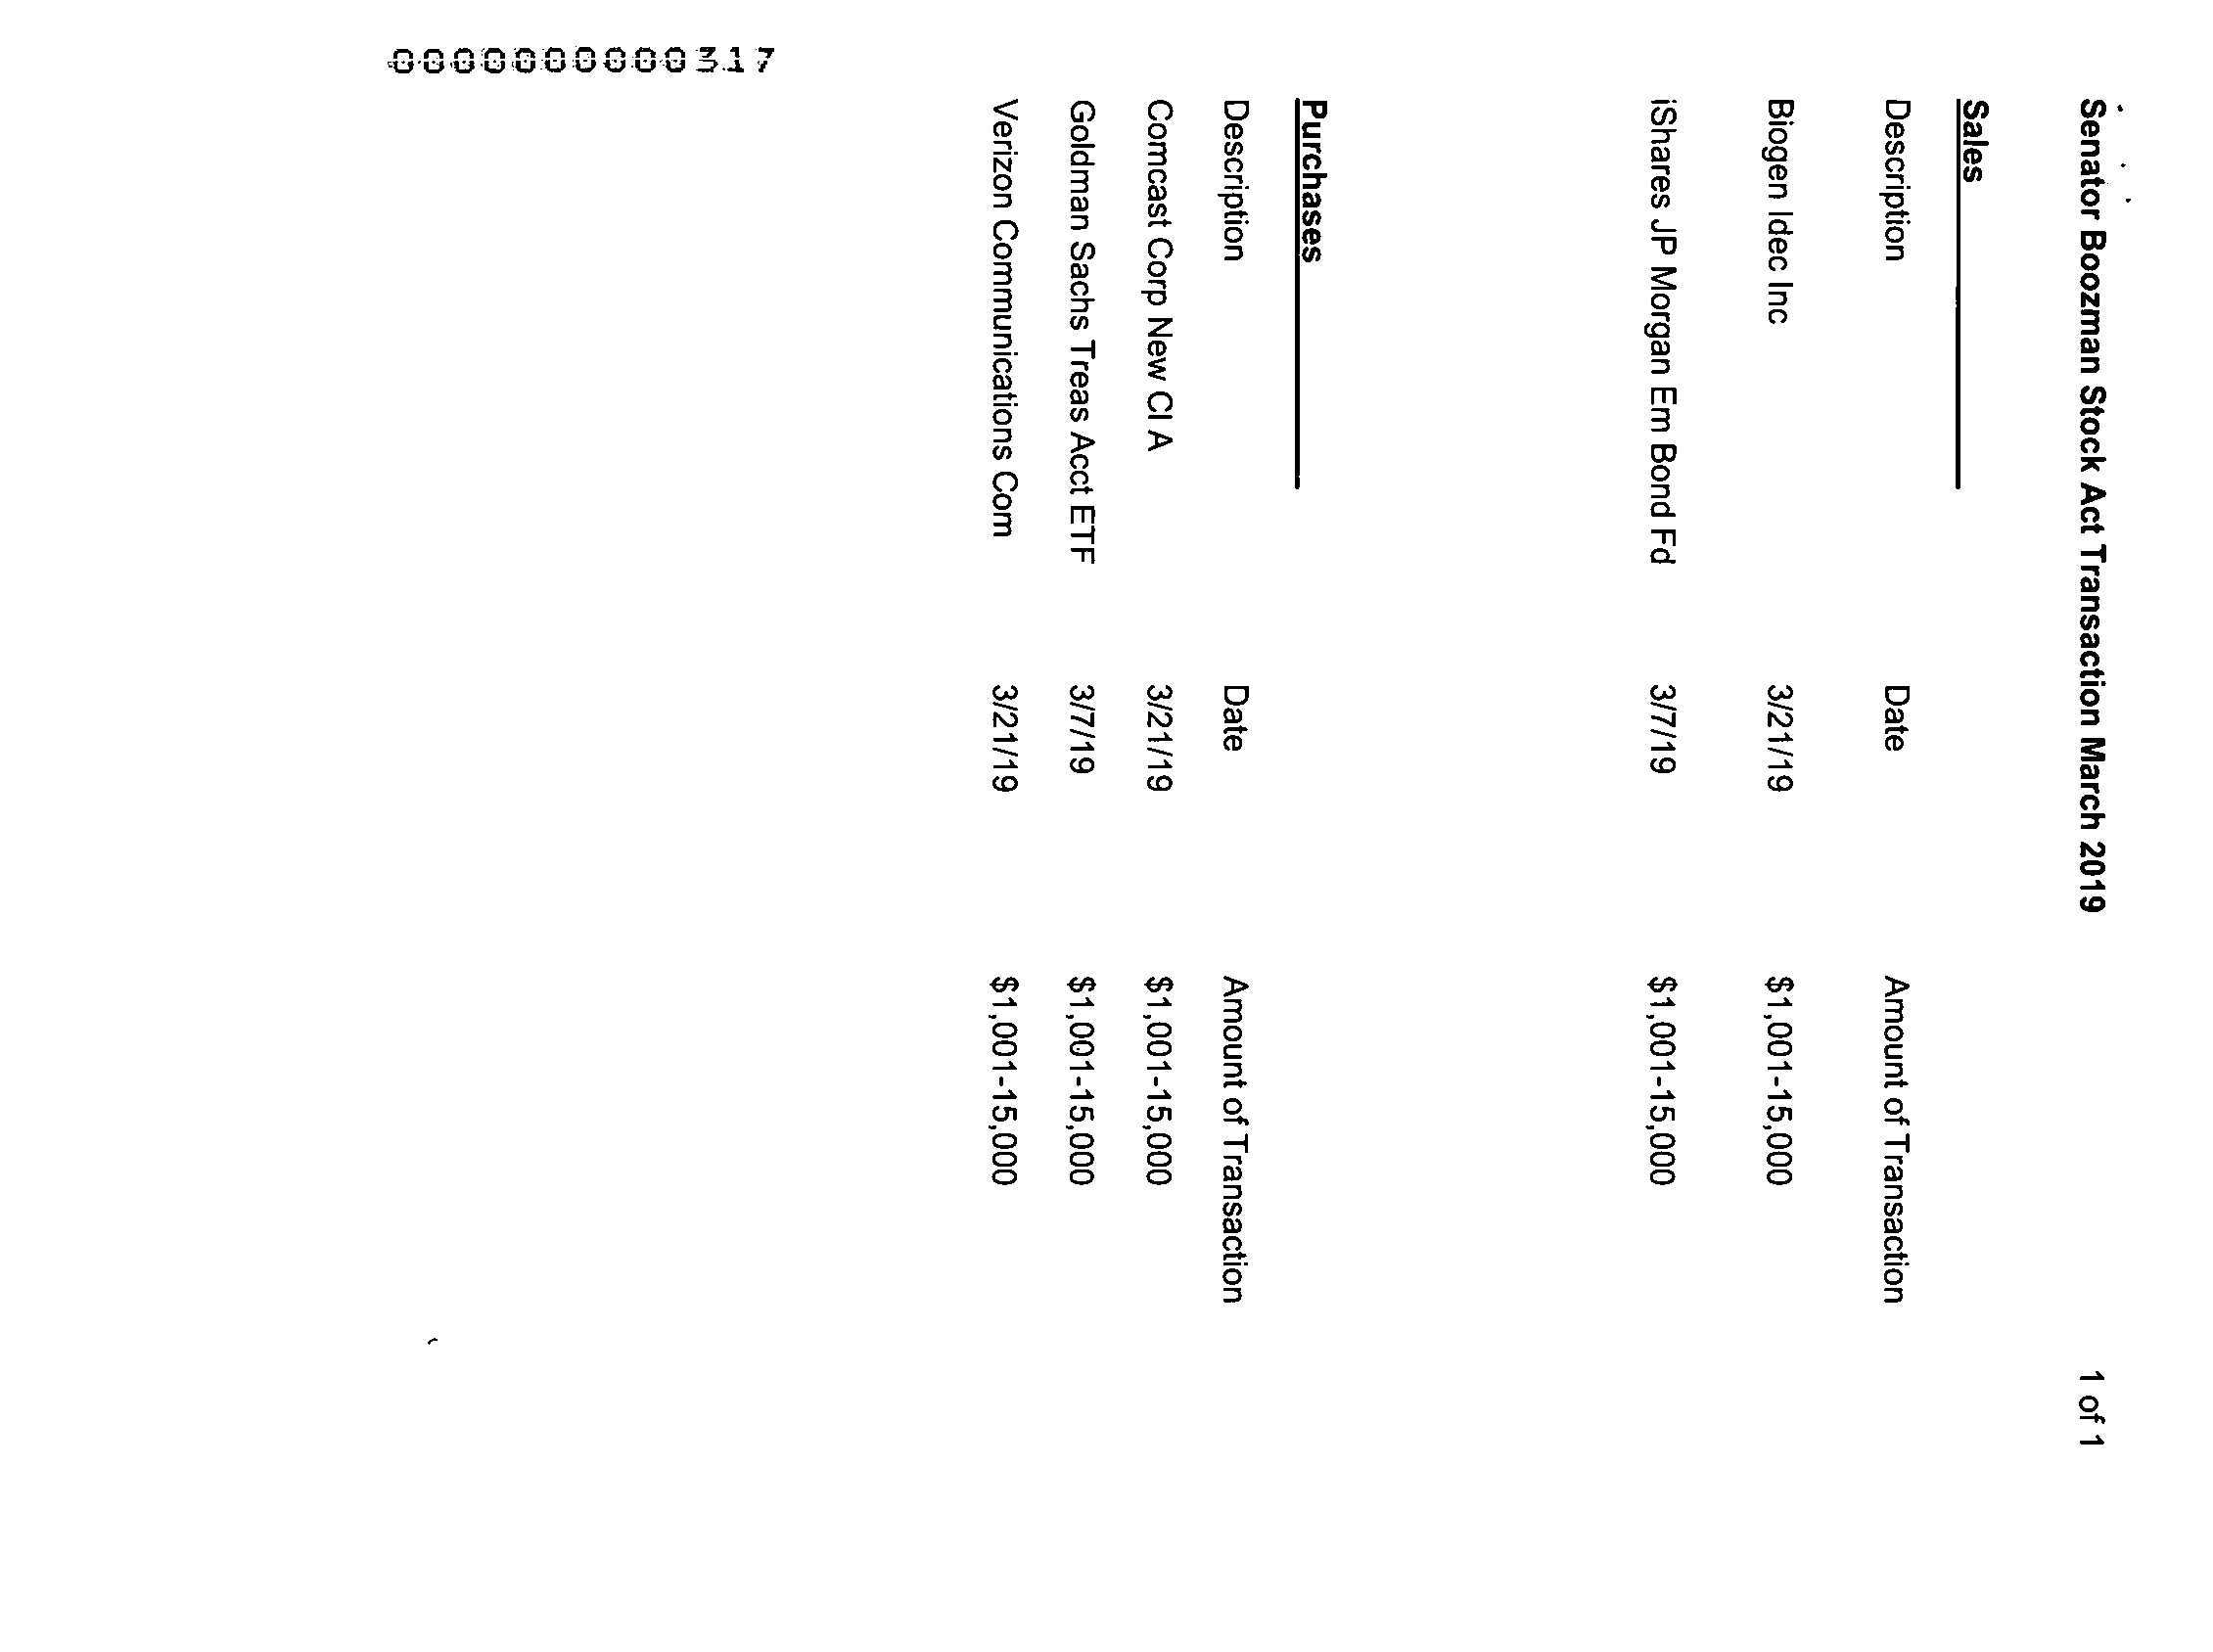 Senator Boozman Stock Act Transaction March 2019 1 of 1
Sales
Description Date Amount of Transaction
Biogen Idec Inc 3/21/19 $1,001-15,000
iShares JP Morgan Em Bond Fd 3/7/19 $1,001-15,000
Purchases
Description Date Amount of Transaction
Comcast Corp New Cl A 3/21/19 $1,001-15,000
Goldman Sachs Treas Acct ETF 3/7/19 $1,001-15,000
Verizon Communications Com 3/21/19 $1,001-15,000
0000000000317